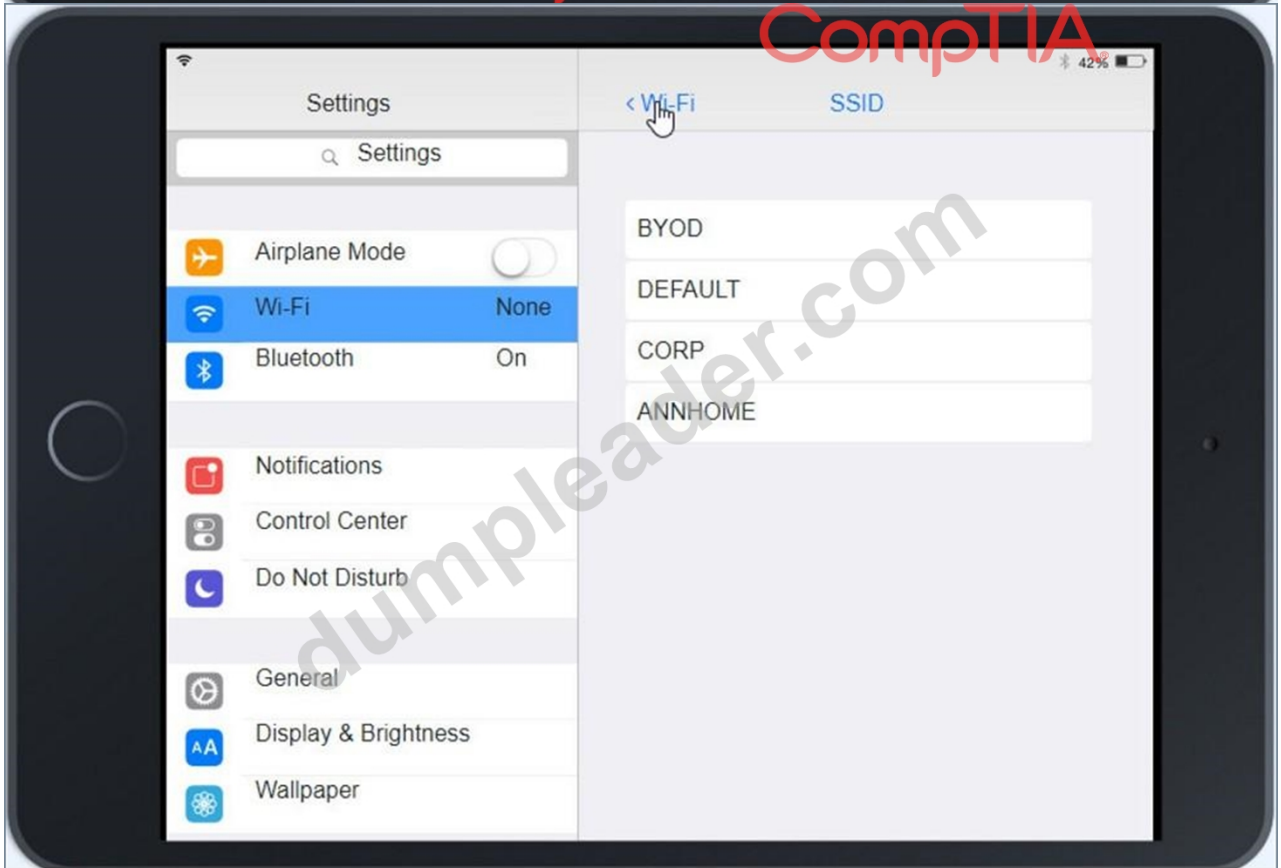 CompTIA
42%
Settings
< Wi-Fi SSID
Settings
BYOD
Airplane Mode
DEFAULT
Wi-Fi None
CORP
Bluetooth On
ANNHOME
Notifications
Control Center
Do Not Disturb
General
AA Display & Brightness
Wallpaper
dumpleader.com